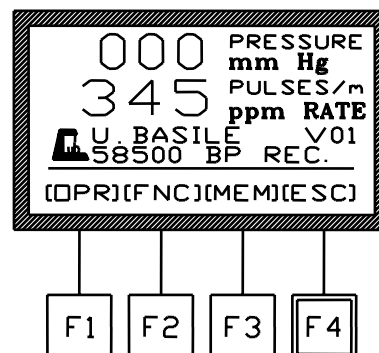 000 PRESSURE
mm Hg
345 PULSES/m
ppm RATE
U.BASILE V01
58500 BP REC.
[OPR][FNC][MEM][ESC]
F1 F2 F3 F4